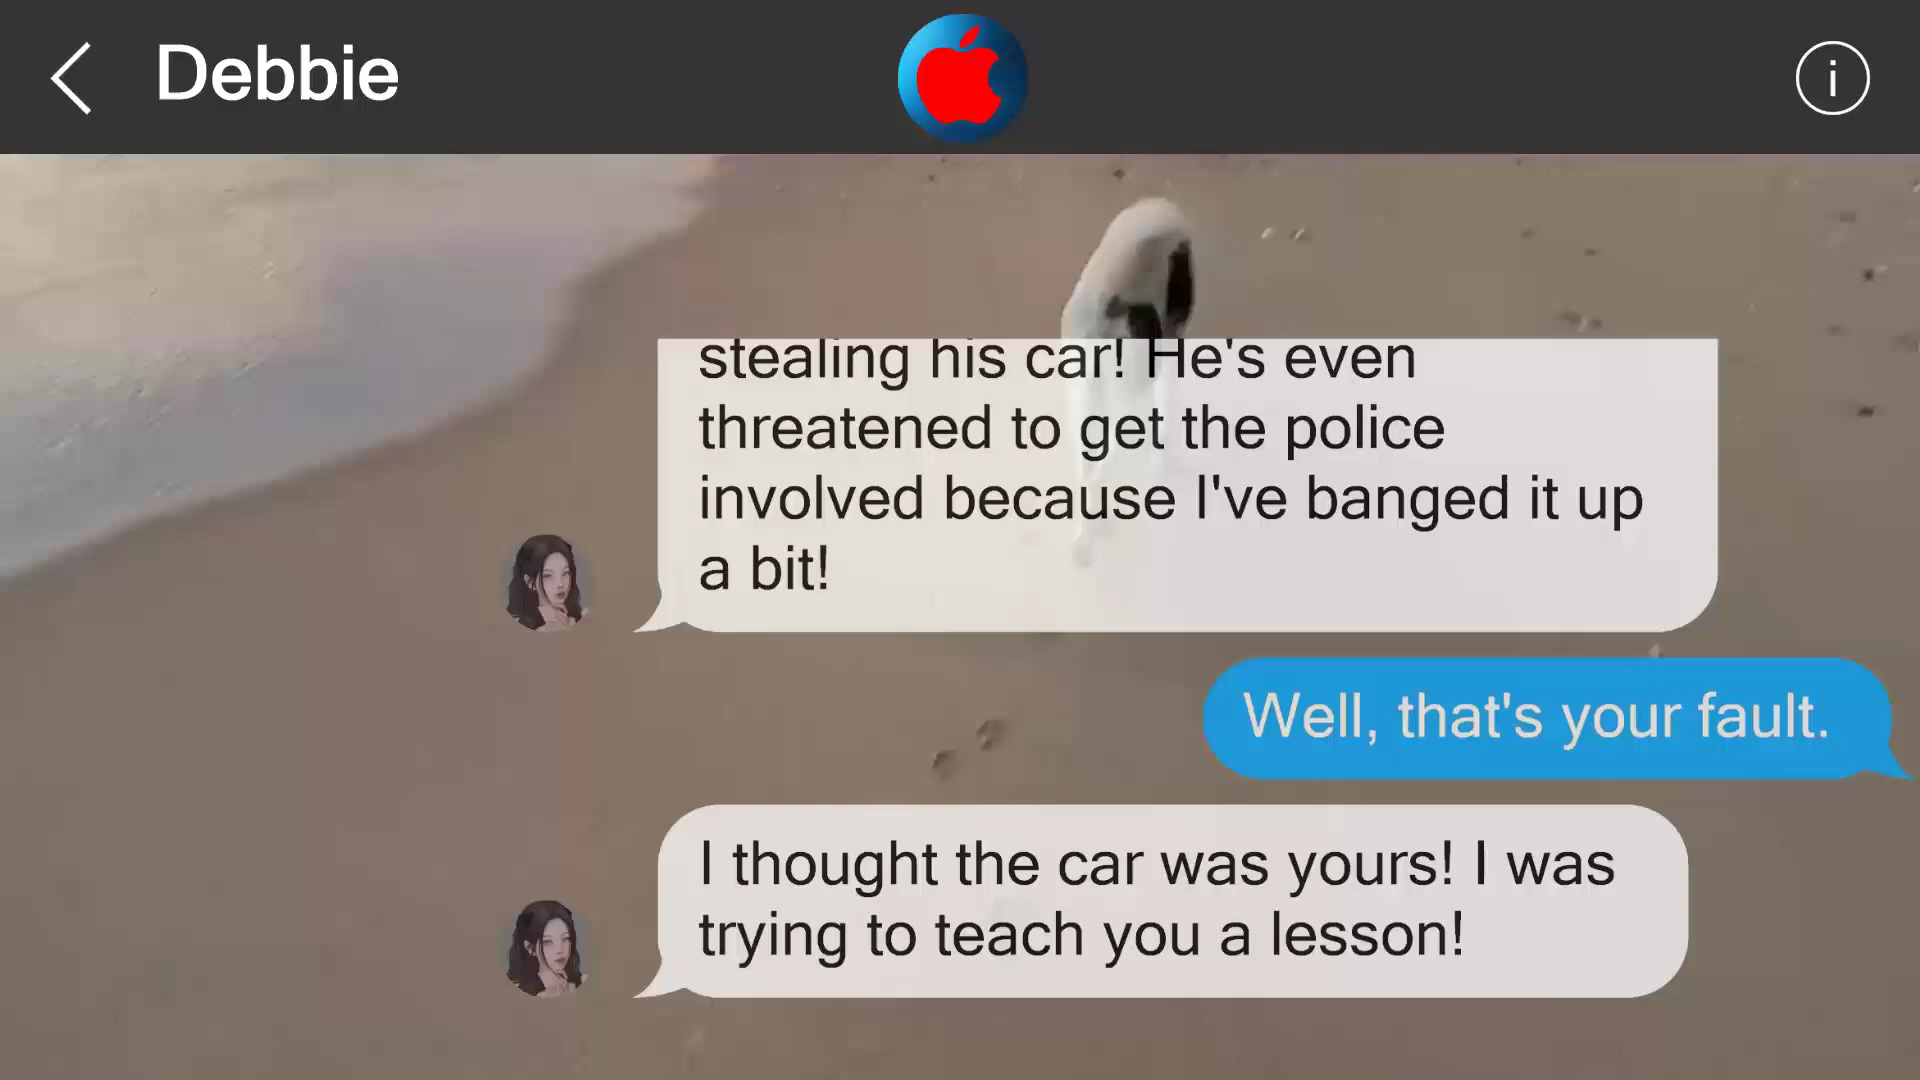 Debbie
i
stealing his car! He's even
threatened to get the police
involved because I've banged it up
a bit!
Well, that's your fault.
I thought the car was yours! I was
trying to teach you a lesson!